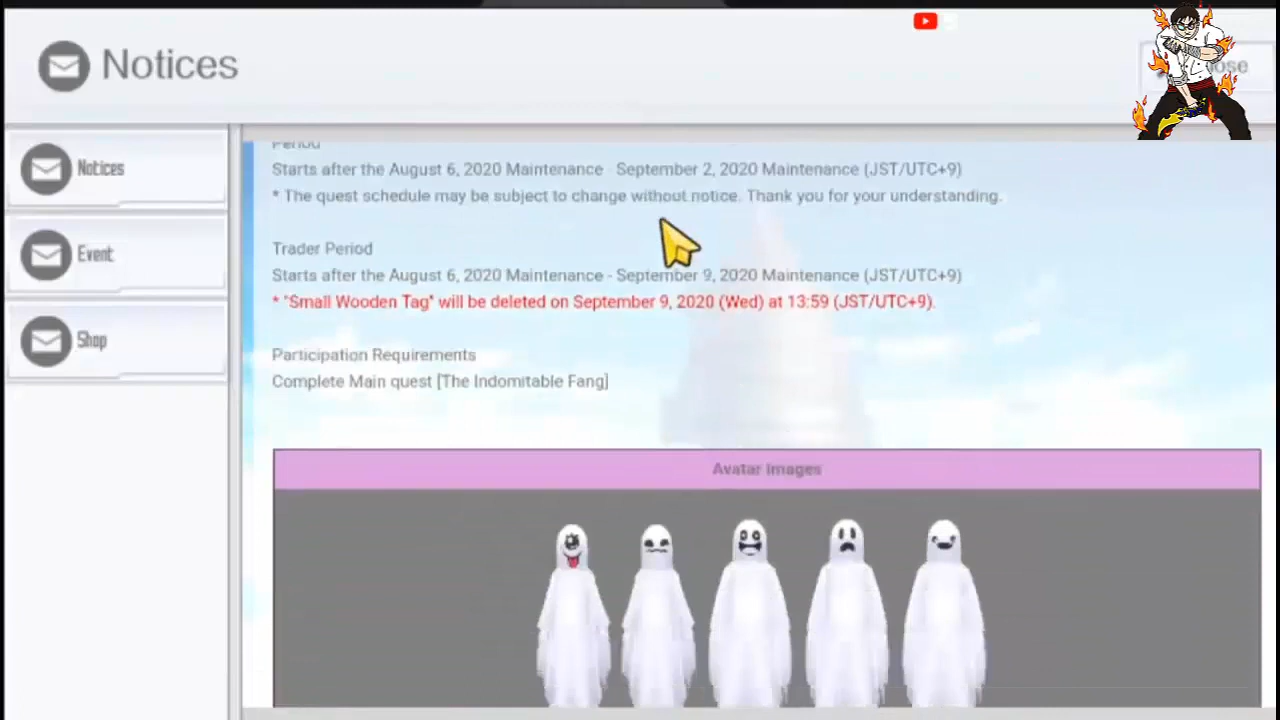 Notices
ose
Notices
Event
Shop
Period
Starts after the August 6, 2020 Maintenance - September 2, 2020 Maintenance (JST/UTC+9)
* The quest schedule may be subject to change without notice. Thank you for your understanding.
Trader Period
Starts after the August 6, 2020 Maintenance - September 9, 2020 Maintenance (JST/UTC+9)
* "Small Wooden Tag" will be deleted on September 9, 2020 (Wed) at 13:59 (JST/UTC+9).
Participation Requirements
Complete Main quest [The Indomitable Fang]
Avatar Images